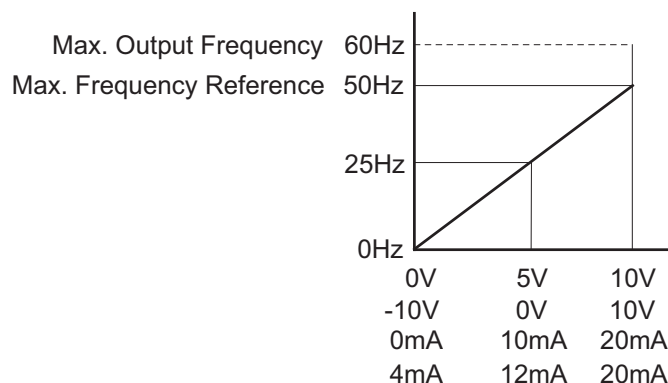 Max. Output Frequency 60Hz
Max. Frequency Reference 50Hz
25Hz
0Hz
0V 5V 10V
-10V 0V 10V
0mA 10mA 20mA
4mA 12mA 20mA